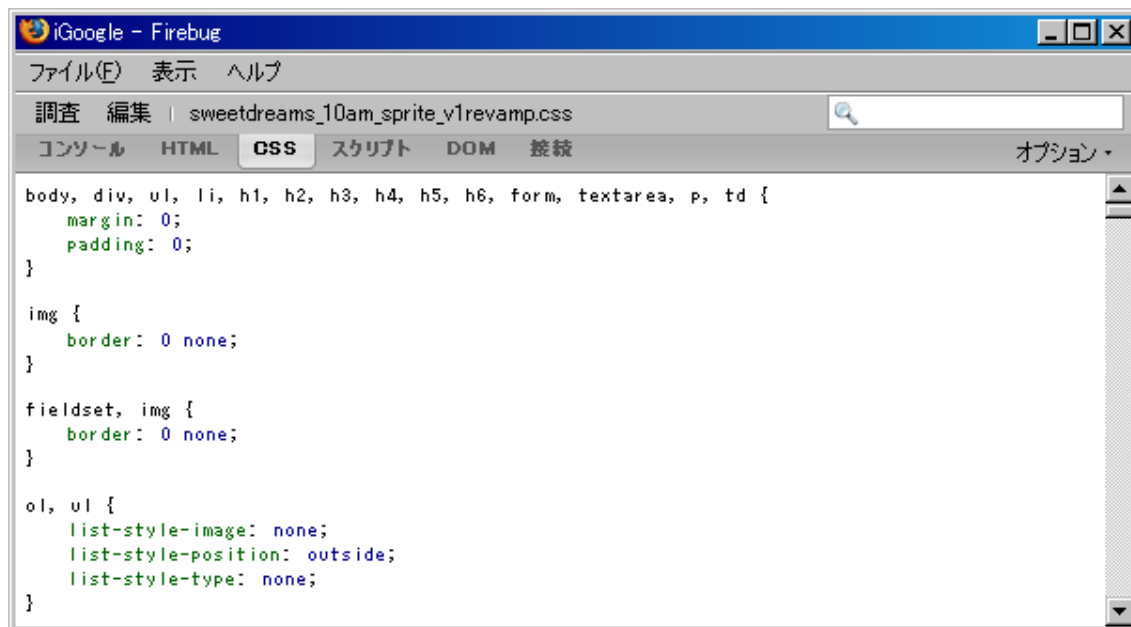 iGoogle - Firebug
ファイル(F) 表示 ヘルプ
調査 編集 | sweetdreams_10am_sprite_v1revamp.css
コンソール HTML CSS スクリプト DOM 接続 オプション
body, div, ul, li, h1, h2, h3, h4, h5, h6, form, textarea, p, td {
    margin: 0;
    padding: 0;
}
img {
    border: 0 none;
}
fieldset, img {
    border: 0 none;
}
ol, ul {
    list-style-image: none;
    list-style-position: outside;
    list-style-type: none;
}